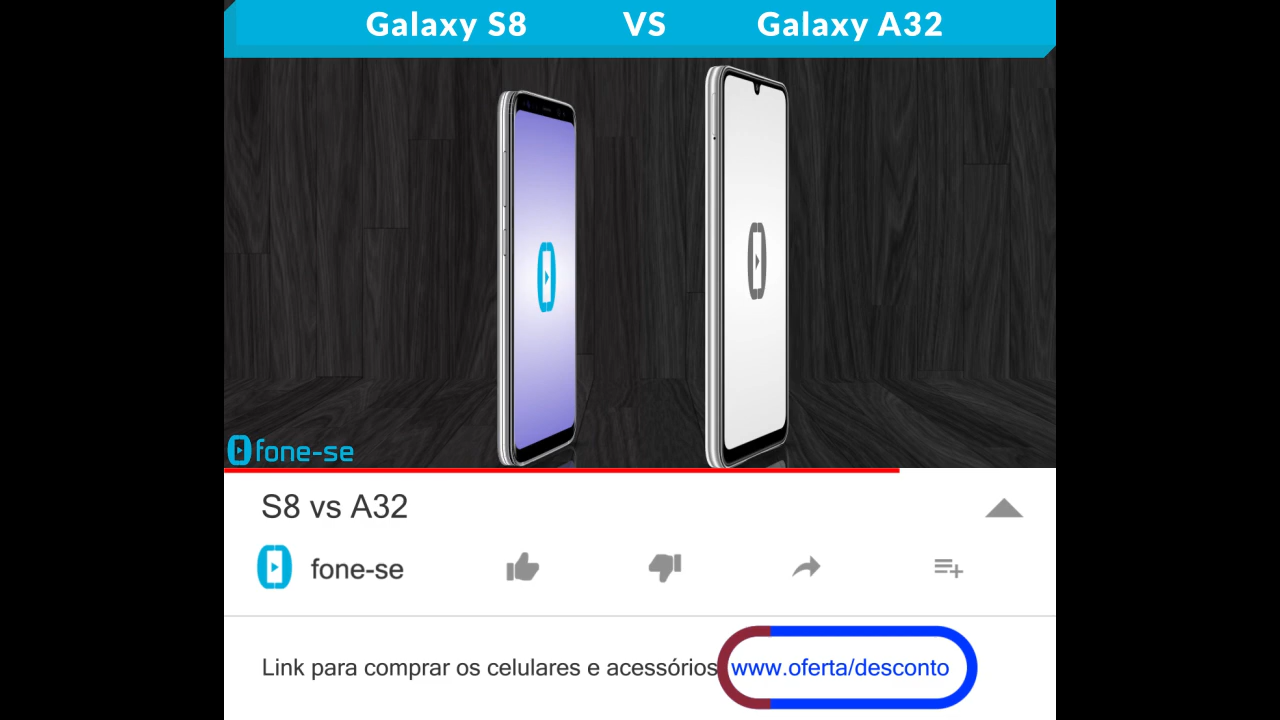 Galaxy S8 VS Galaxy A32
fone-se
S8 vs A32
fone-se
Link para comprar os celulares e acessórios www.oferta/desconto